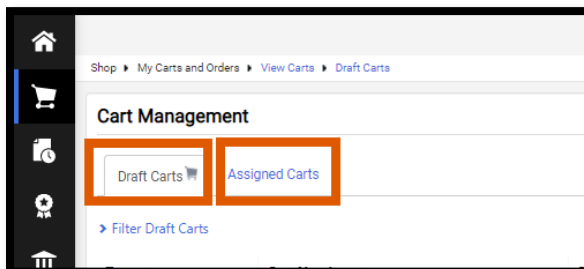 Shop ▸ My Carts and Orders ▸ View Carts ▸ Draft Carts
Cart Management
Draft Carts
Assigned Carts
Filter Draft Carts